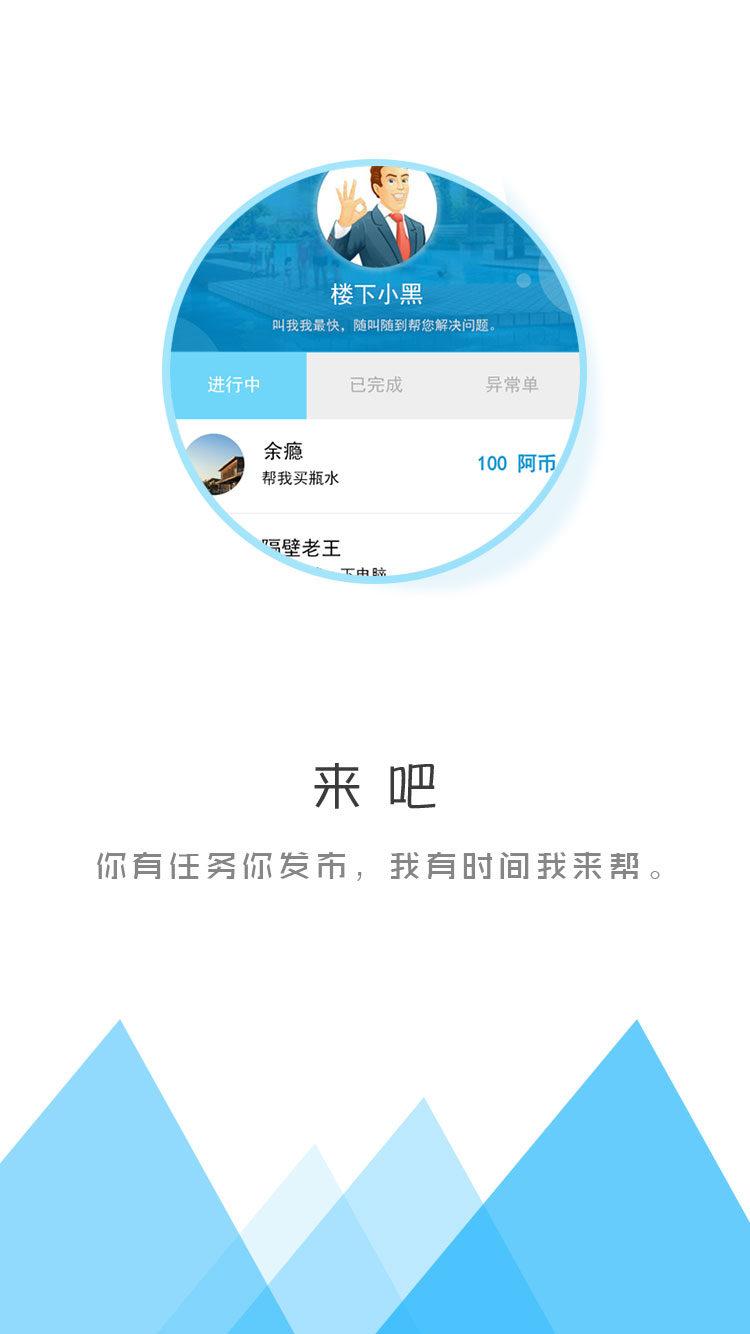 楼下小黑
叫我我最快，随叫随到帮您解决问题。
进行中 已完成 异常单
余瘾
帮我买瓶水
100 阿币
隔壁老王
下电脑
来吧
你有任务你发布，我有时间我来帮。